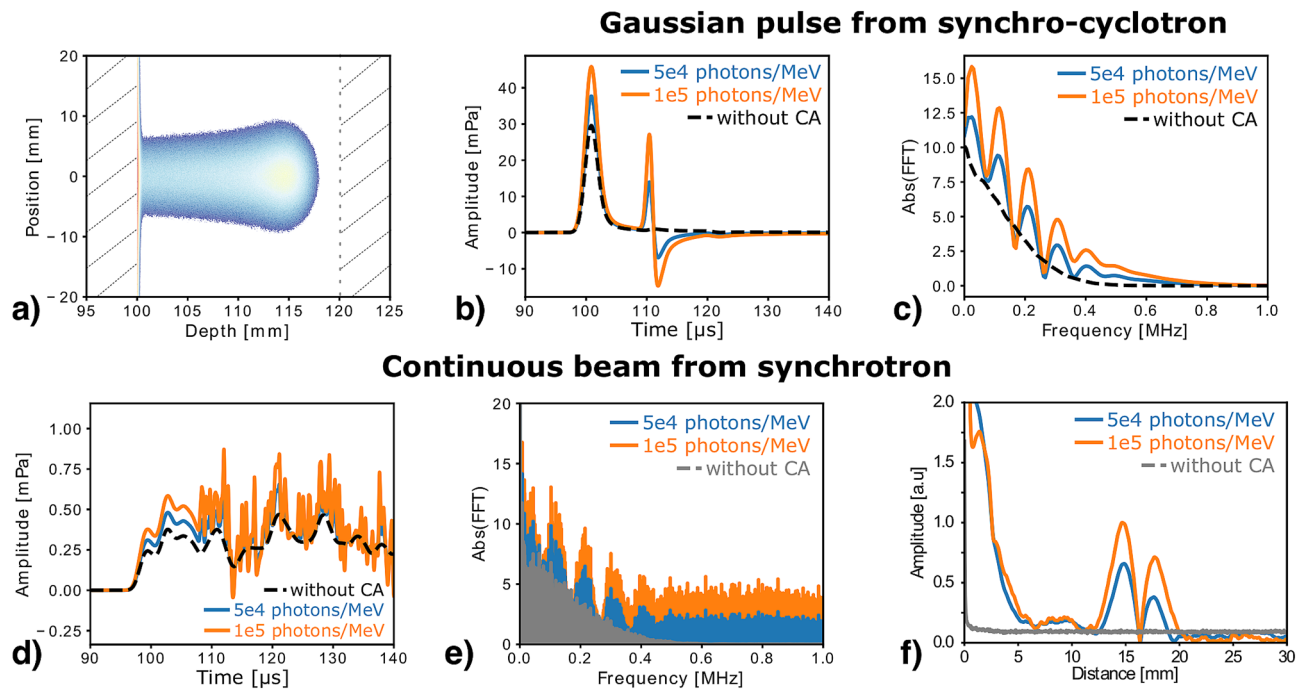 Gaussian pulse from synchro-cyclotron
20
10
0
−10
−20
Position [mm]
95
100
105
110
115
120
125
Depth [mm]
a)
40
30
20
10
0
−10
Amplitude [mPa]
5e4 photons/MeV
1e5 photons/MeV
without CA
90
100
110
120
130
140
Time [µs]
b)
15.0
12.5
10.0
7.5
5.0
2.5
0.0
Abs(FFT)
5e4 photons/MeV
1e5 photons/MeV
without CA
0.0
0.2
0.4
0.6
0.8
1.0
Frequency [MHz]
c)
Continuous beam from synchrotron
1.00
0.75
0.50
0.25
0.00
-0.25
Amplitude [mPa]
without CA
5e4 photons/MeV
1e5 photons/MeV
90
100
110
120
130
140
Time [µs]
d)
20
15
10
5
0
Abs(FFT)
5e4 photons/MeV
1e5 photons/MeV
without CA
0.0
0.2
0.4
0.6
0.8
1.0
Frequency [MHz]
e)
2.0
1.5
1.0
0.5
0.0
Amplitude [a.u]
5e4 photons/MeV
1e5 photons/MeV
without CA
0
5
10
15
20
25
30
Distance [mm]
f)